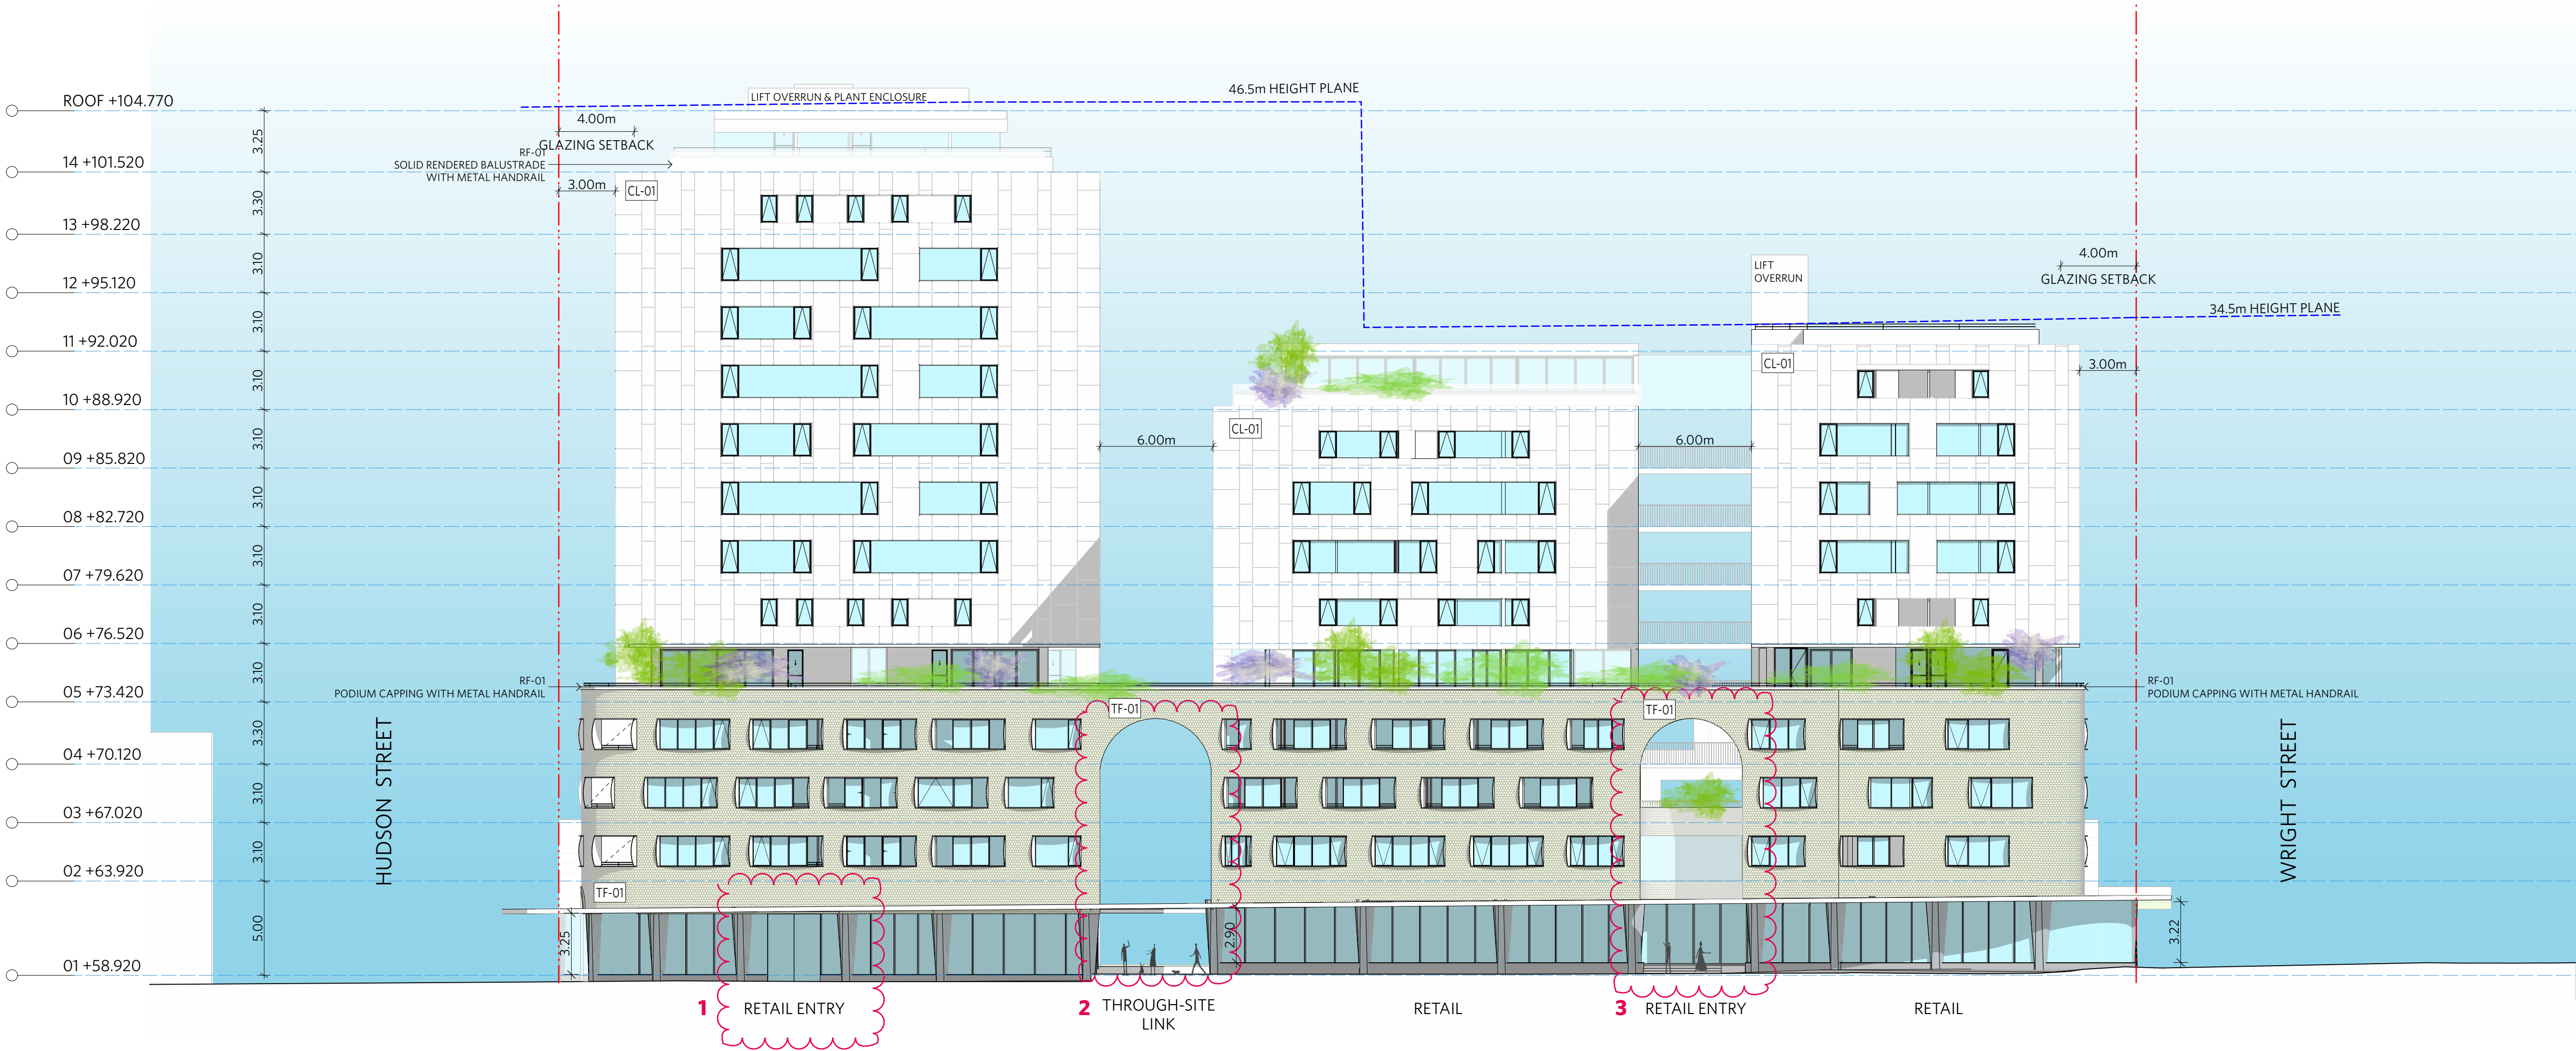 ROOF +104.770
14 +101.520
13 +98.220
12 +95.120
11 +92.020
10 +88.920
09 +85.820
08 +82.720
07 +79.620
06 +76.520
05 +73.420
04 +70.120
03 +67.020
02 +63.920
01 +58.920
3.25
3.30
3.10
3.10
3.10
3.10
3.10
3.10
3.10
3.10
3.30
3.10
3.10
5.00
HUDSON STREET
LIFT OVERRUN & PLANT ENCLOSURE
46.5m HEIGHT PLANE
4.00m
GLAZING SETBACK
RF-01
SOLID RENDERED BALUSTRADE
WITH METAL HANDRAIL
3.00m
CL-01
4.00m
GLAZING SETBACK
LIFT
OVERRUN
34.5m HEIGHT PLANE
CL-01
3.00m
CL-01
6.00m
6.00m
RF-01
PODIUM CAPPING WITH METAL HANDRAIL
RF-01
PODIUM CAPPING WITH METAL HANDRAIL
TF-01
TF-01
TF-01
WRIGHT STREET
3.25
2.90
3.22
1
RETAIL ENTRY
2
THROUGH-SITE
LINK
RETAIL
3
RETAIL ENTRY
RETAIL